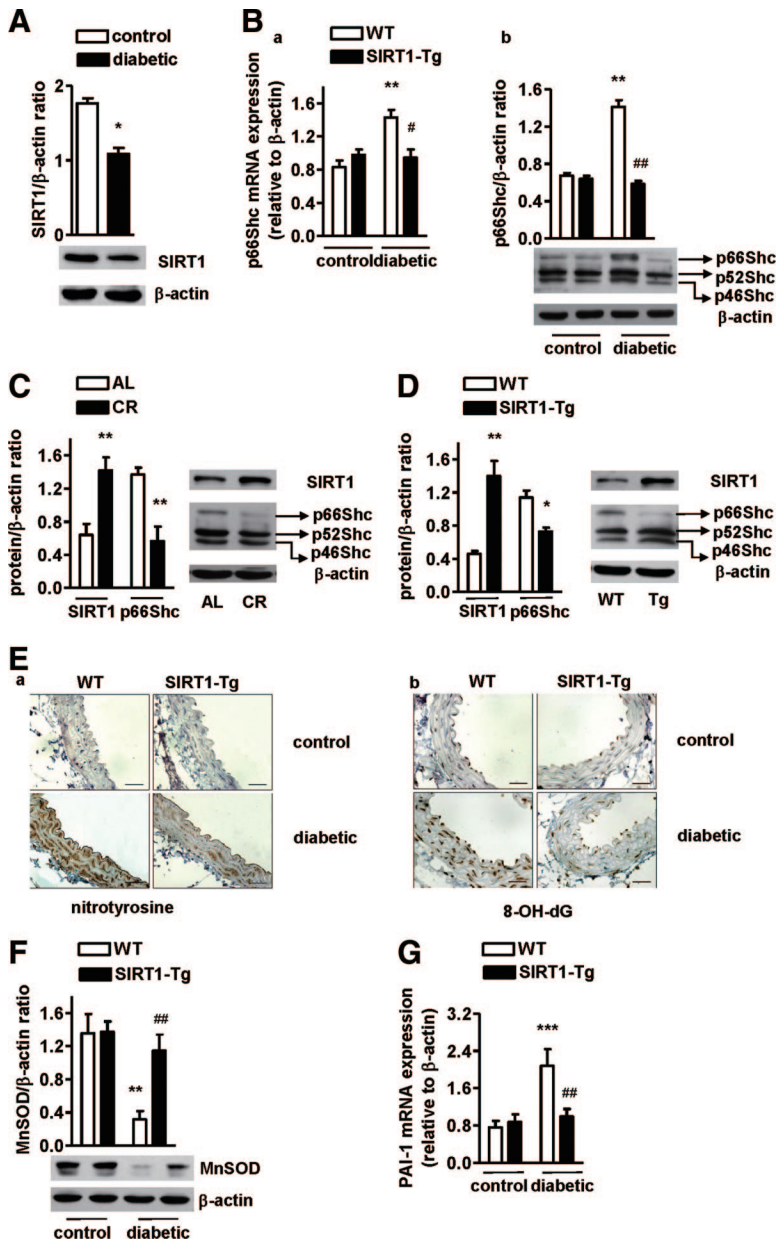 A
control
diabetic
SIRT1/β-actin ratio
2
1
0
*
SIRT1
β-actin
B
a
WT
SIRT1-Tg
p66Shc mRNA expression
(relative to β-actin)
1.6
1.2
0.8
0.4
0.0
**
#
control diabetic
b
p66Shc/β-actin ratio
1.8
1.2
0.6
0.0
**
##
p66Shc
p52Shc
p46Shc
β-actin
control diabetic
C
AL
CR
protein/β-actin ratio
1.6
1.2
0.8
0.4
0.0
**
**
SIRT1 p66Shc
SIRT1
p66Shc
p52Shc
p46Shc
β-actin
AL CR
D
WT
SIRT1-Tg
protein/β-actin ratio
1.6
1.2
0.8
0.4
0.0
**
*
SIRT1 p66Shc
SIRT1
p66Shc
p52Shc
p46Shc
β-actin
WT Tg
E
a
WT SIRT1-Tg
control
diabetic
nitrotyrosine
b
WT SIRT1-Tg
control
diabetic
8-OH-dG
F
WT
SIRT1-Tg
MnSOD/β-actin ratio
1.6
1.2
0.8
0.4
0.0
**
##
MnSOD
β-actin
control diabetic
G
WT
SIRT1-Tg
PAI-1 mRNA expression
(relative to β-actin)
3.2
2.4
1.6
0.8
0.0
***
##
control diabetic